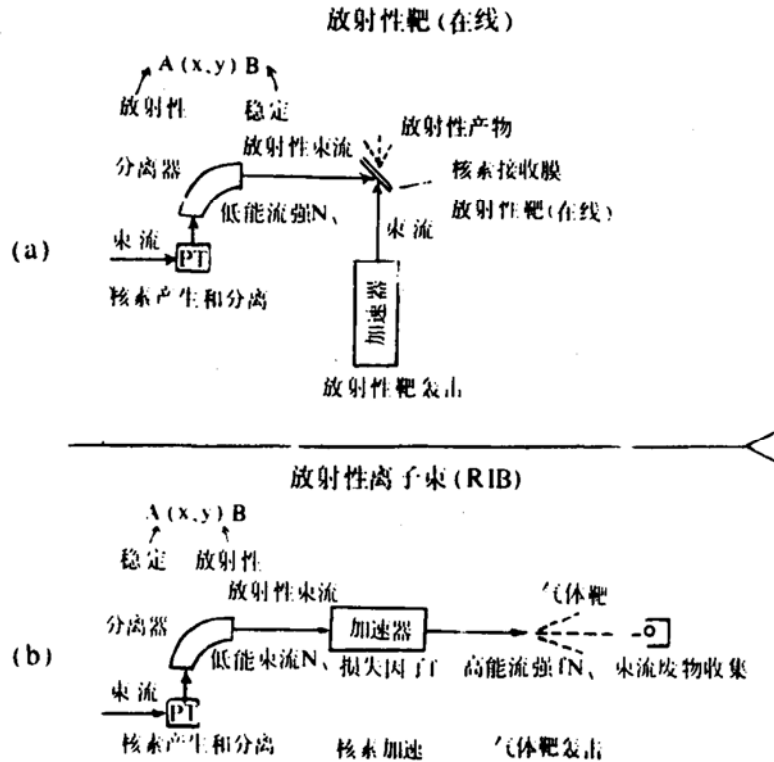 放射性靶(在线)
A(x,y)B
放射性 稳定
放射性产物
放射性束流
分离器
核素接收膜
低能流强N、
放射性靶(在线)
(a)
束流
束流
PT
核素产生和分离
加速器
放射性靶轰击
放射性离子束(RIB)
A(x,y)B
稳定 放射性
放射性束流
气体靶
分离器
加速器
(b)
低能束流N、
损失因子f
高能流强fN、
束流废物收集
束流
PT
核素产生和分离
核素加速
气体靶轰击